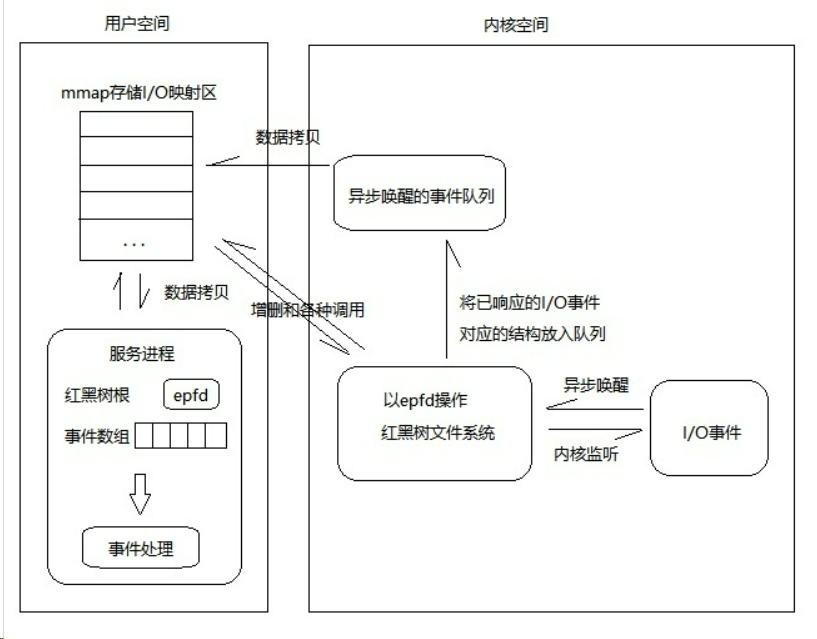 用户空间
内核空间
mmap存储I/O映射区
...
数据拷贝
异步唤醒的事件队列
数据拷贝
增删和各种调用
将已响应的I/O事件
对应的结构放入队列
服务进程
红黑树根
epfd
事件数组
事件处理
以epfd操作
红黑树文件系统
异步唤醒
内核监听
I/O事件